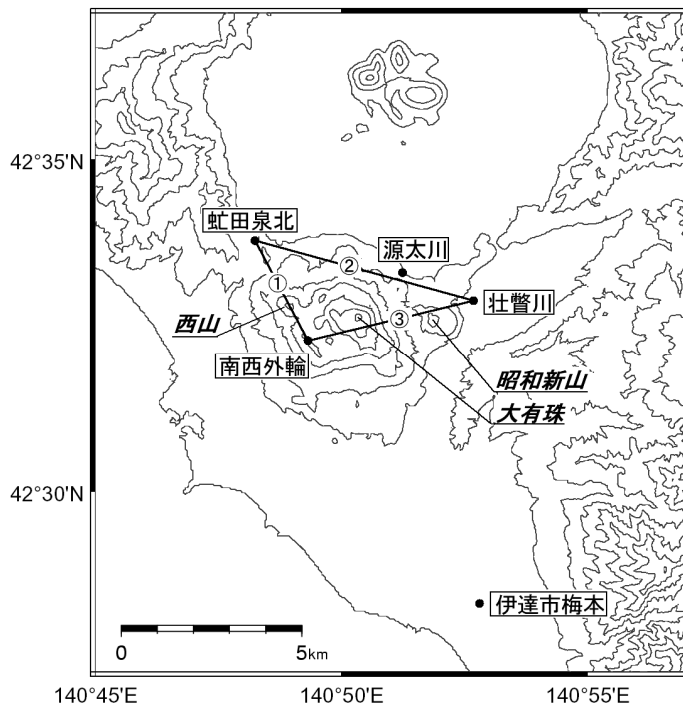 42°35'N
虻田泉北
源太川
②
①
壮瞥川
西山
③
南西外輪
昭和新山
大有珠
42°30'N
伊達市梅本
0 5km
140°45'E 140°50'E 140°55'E